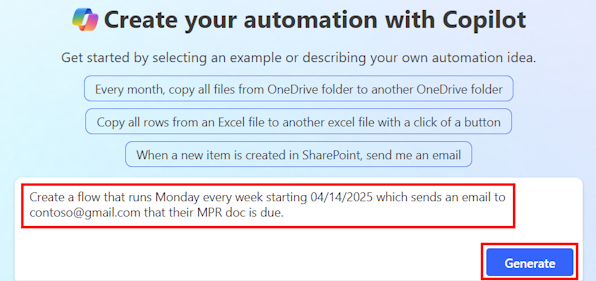 Create your automation with Copilot
Get started by selecting an example or describing your own automation idea.
Every month, copy all files from OneDrive folder to another OneDrive folder
Copy all rows from an Excel file to another excel file with a click of a button
When a new item is created in SharePoint, send me an email
Create a flow that runs Monday every week starting 04/14/2025 which sends an email to
contoso@gmail.com that their MPR doc is due.
Generate